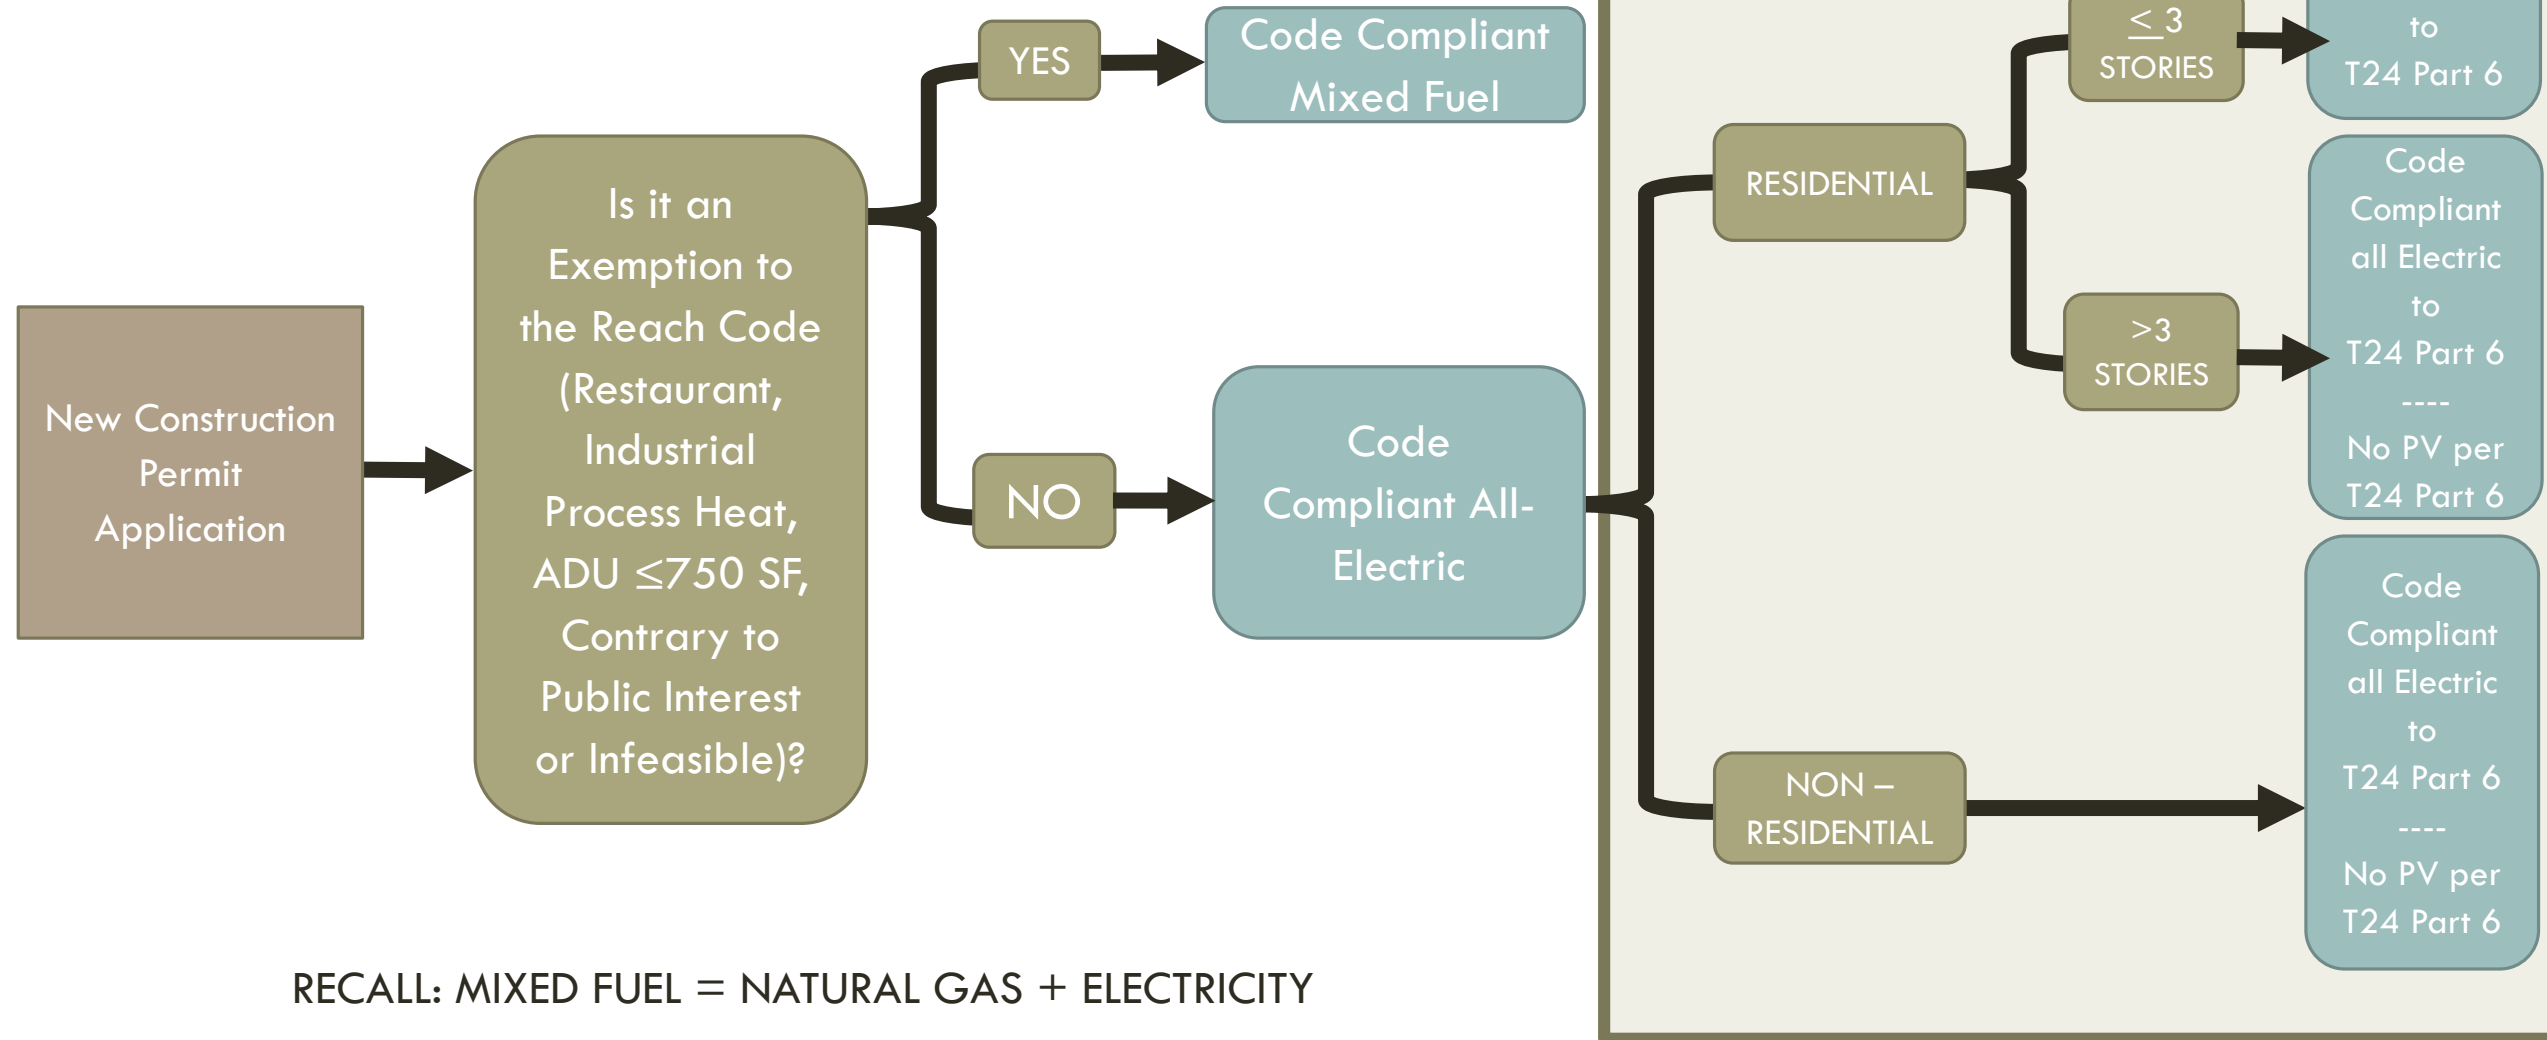 New Construction
Permit
Application
Is it an
Exemption to
the Reach Code
(Restaurant,
Industrial
Process Heat,
ADU ≤750 SF,
Contrary to
Public Interest
or Infeasible)?
YES
Code Compliant
Mixed Fuel
NO
Code
Compliant All-
Electric
RESIDENTIAL
≤ 3
STORIES
to
T24 Part 6
>3
STORIES
Code
Compliant
all Electric
to
T24 Part 6
----
No PV per
T24 Part 6
NON –
RESIDENTIAL
Code
Compliant
all Electric
to
T24 Part 6
----
No PV per
T24 Part 6
RECALL: MIXED FUEL = NATURAL GAS + ELECTRICITY